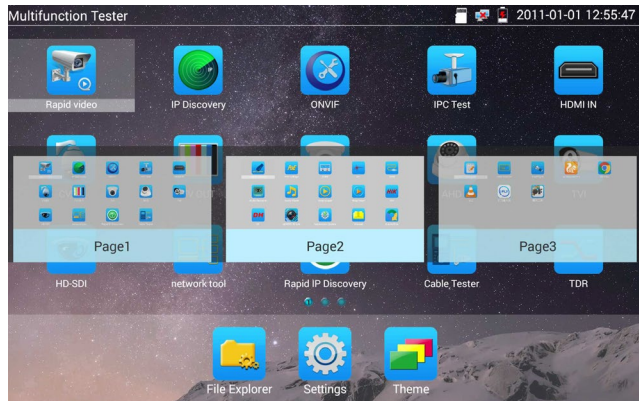 Multifunction Tester
2011-01-01 12:55:47
Rapid video
IP Discovery
ONVIF
IPC Test
HDMI IN
Page1
Page2
Page3
HD-SDI
network tool
Rapid IP Discovery
Cable Tester
TDR
File Explorer
Settings
Theme